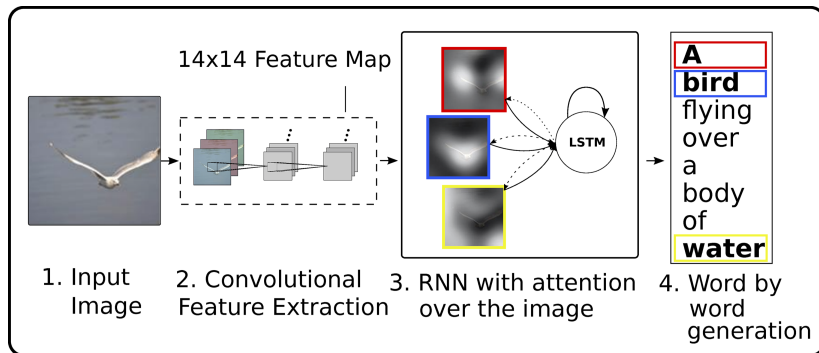 14x14 Feature Map
LSTM
A
bird
flying
over
a
body
of
water
1. Input
Image
2. Convolutional
Feature Extraction
3. RNN with attention
over the image
4. Word by
word
generation